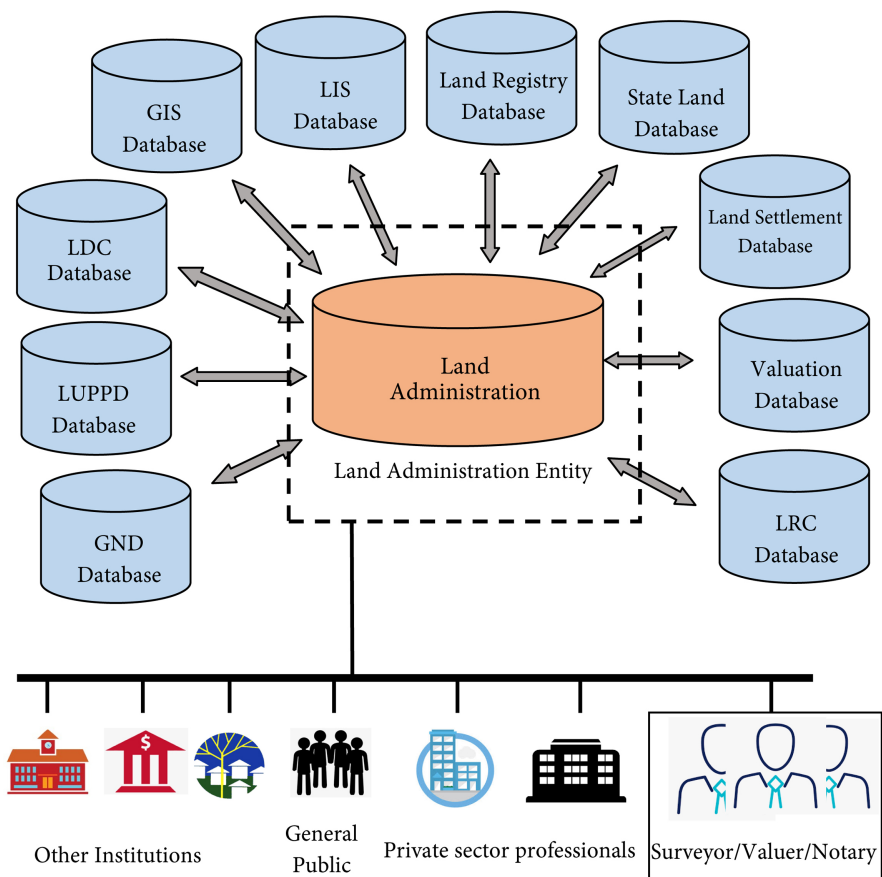 GIS
Database
LIS
Database
Land Registry
Database
State Land
Database
LDC
Database
Land Settlement
Database
LUPPD
Database
Land
Administration
Valuation
Database
GND
Database
Land Administration Entity
LRC
Database
$
Other Institutions
General
Public
Private sector professionals
Surveyor/Valuer/Notary